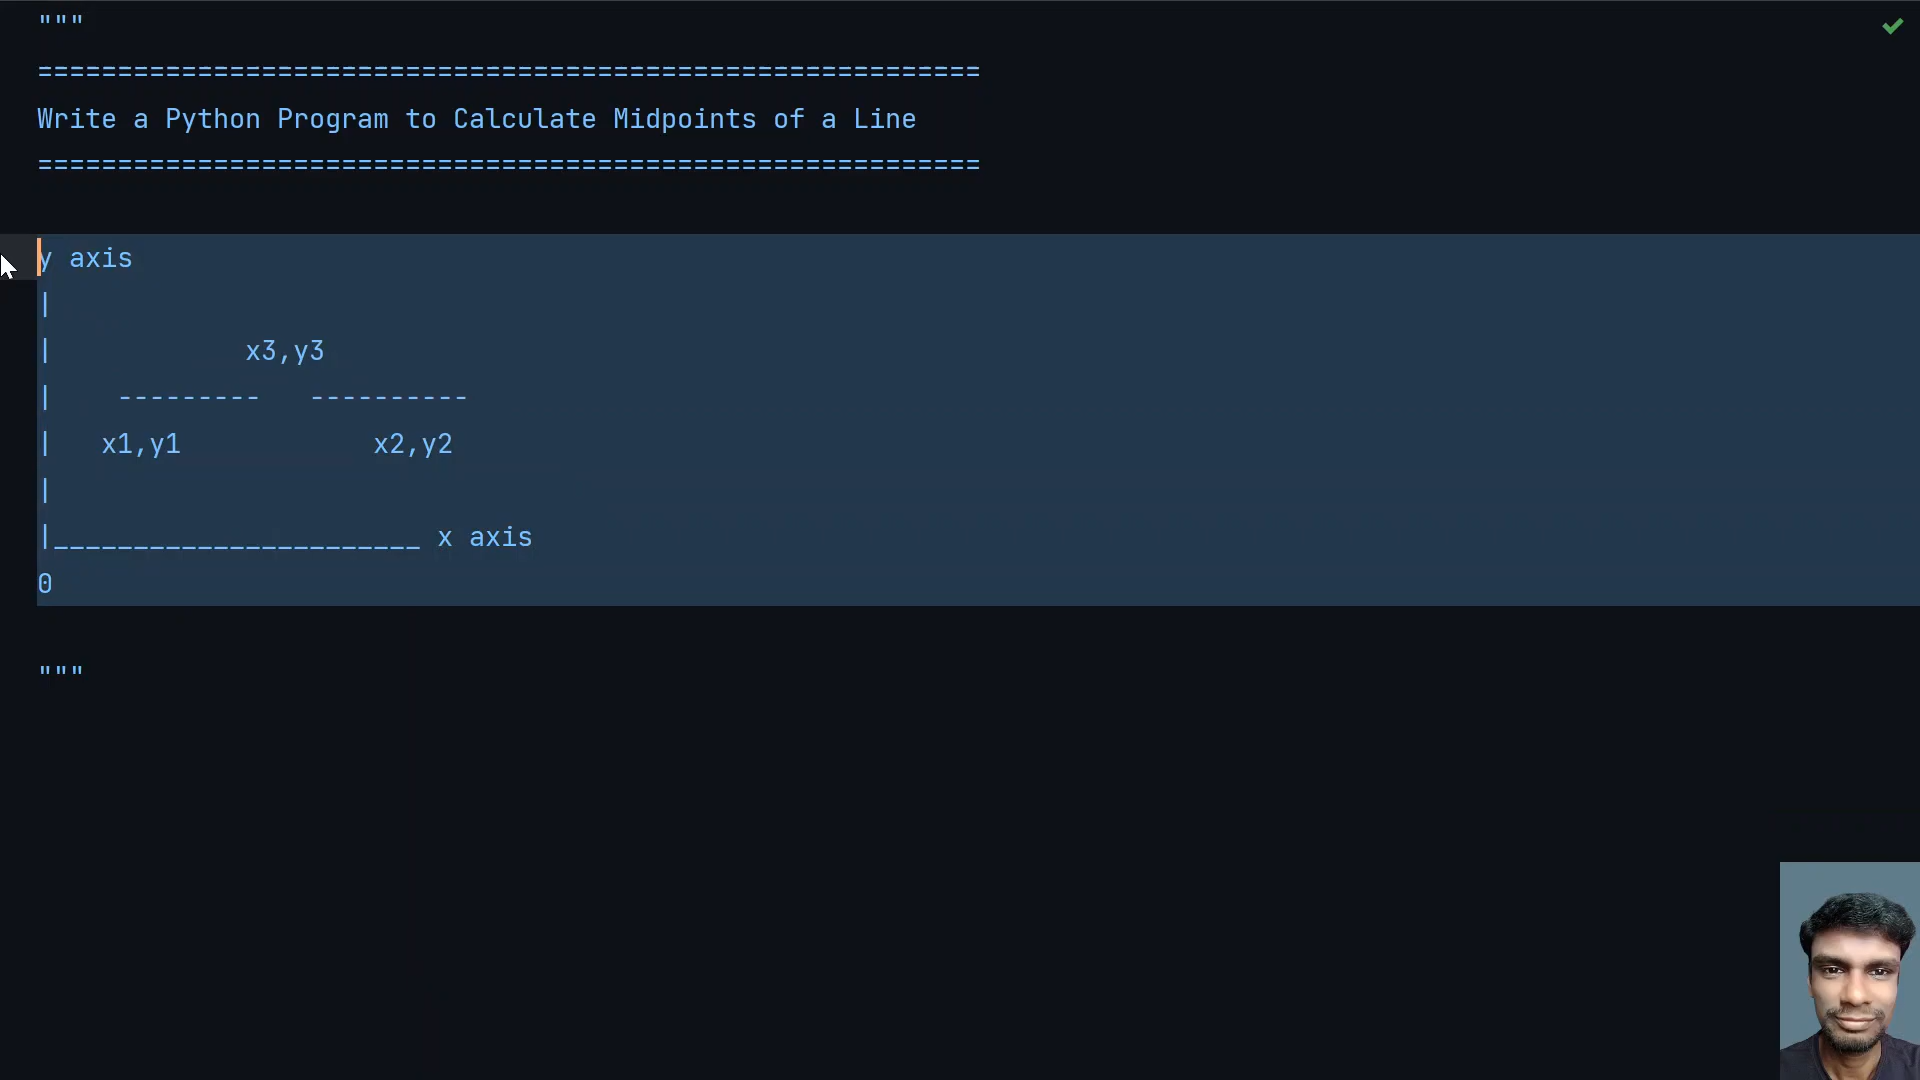 """
===========================================================
Write a Python Program to Calculate Midpoints of a Line
===========================================================
y axis
|
|            x3,y3
|    ---------   ----------
|   x1,y1            x2,y2
|
|_______________________ x axis
0
"""